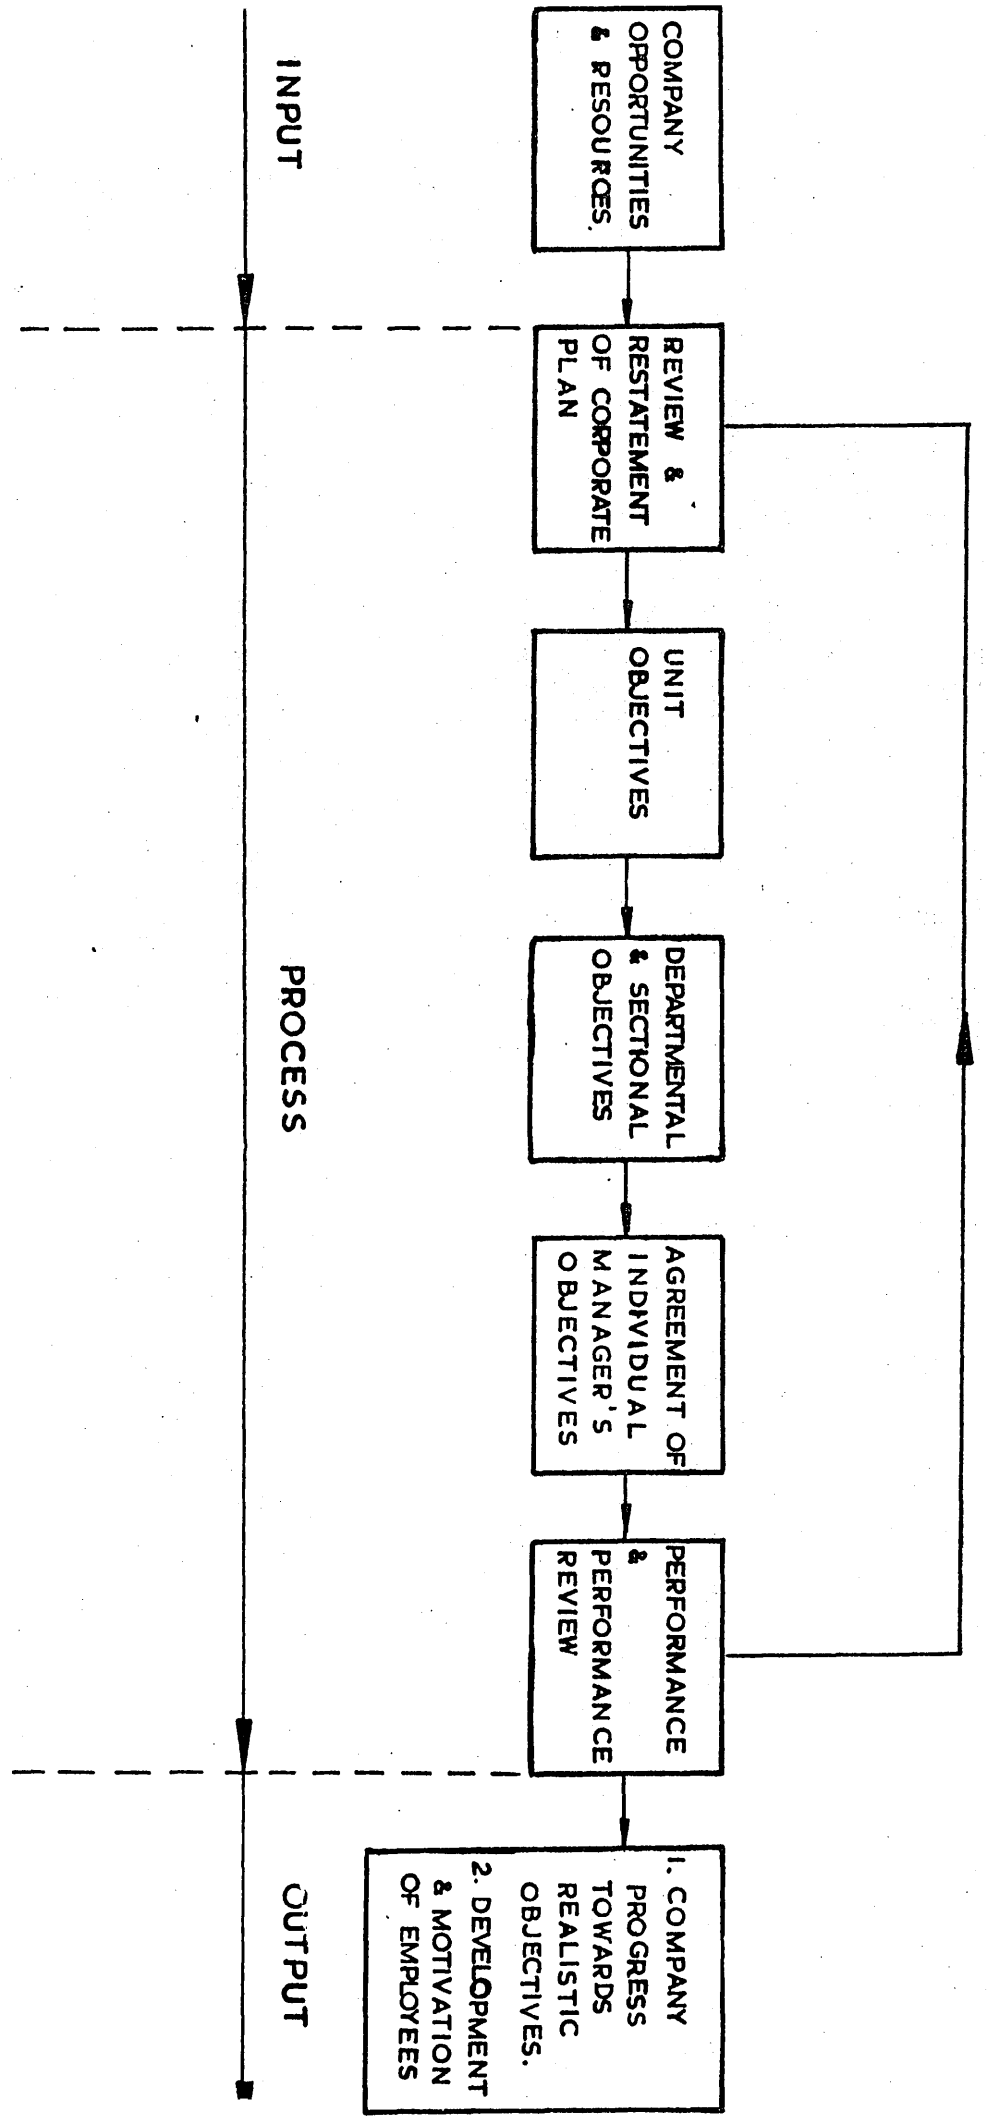 COMPANY
OPPORTUNITIES
& RESOURCES.
REVIEW &
RESTATEMENT
OF CORPORATE
PLAN
UNIT
OBJECTIVES
DEPARTMENTAL
& SECTIONAL
OBJECTIVES
AGREEMENT OF
INDIVIDUAL
MANAGER'S
OBJECTIVES
PERFORMANCE
&
PERFORMANCE
REVIEW
1. COMPANY
PROGRESS
TOWARDS
REALISTIC
OBJECTIVES.
2. DEVELOPMENT
& MOTIVATION
OF EMPLOYEES
INPUT
PROCESS
OUTPUT